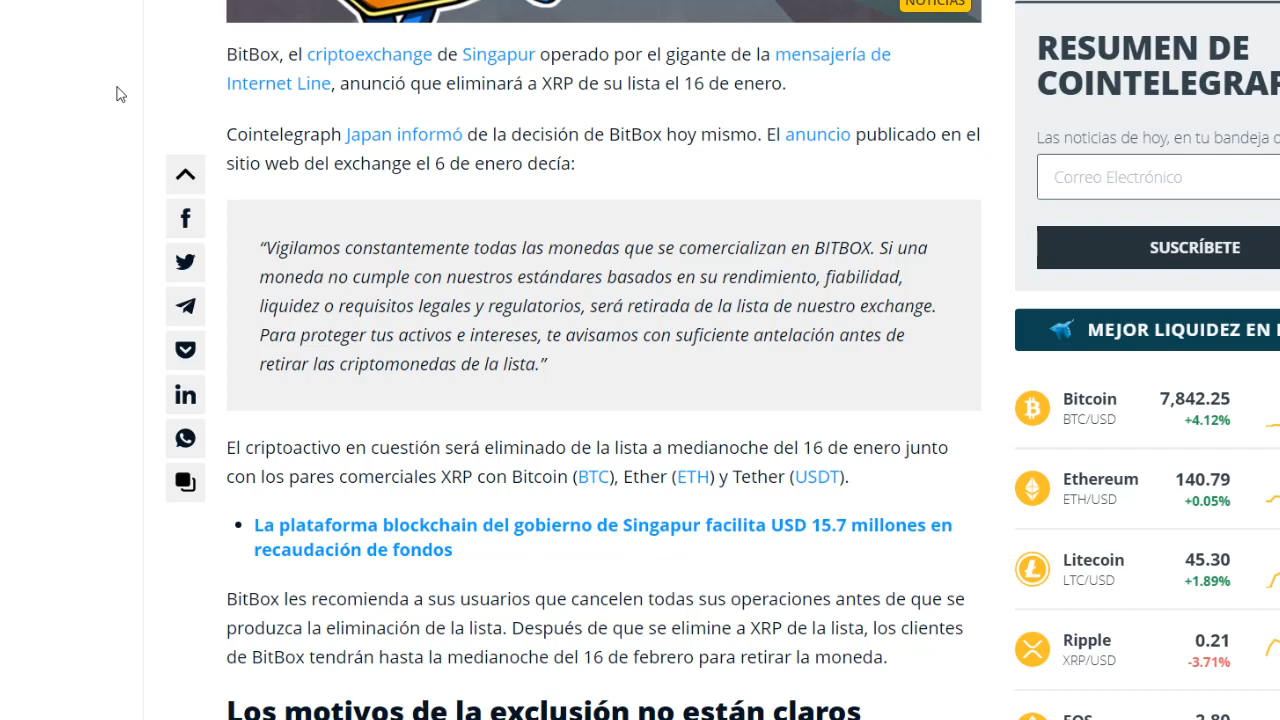 NOTICIAS
BitBox, el criptoexchange de Singapur operado por el gigante de la mensajería de
Internet Line, anunció que eliminará a XRP de su lista el 16 de enero.
Cointelegraph Japan informó de la decisión de BitBox hoy mismo. El anuncio publicado en el
sitio web del exchange el 6 de enero decía:
“Vigilamos constantemente todas las monedas que se comercializan en BITBOX. Si una
moneda no cumple con nuestros estándares basados en su rendimiento, fiabilidad,
liquidez o requisitos legales y regulatorios, será retirada de la lista de nuestro exchange.
Para proteger tus activos e intereses, te avisamos con suficiente antelación antes de
retirar las criptomonedas de la lista.”
El criptoactivo en cuestión será eliminado de la lista a medianoche del 16 de enero junto
con los pares comerciales XRP con Bitcoin (BTC), Ether (ETH) y Tether (USDT).
• La plataforma blockchain del gobierno de Singapur facilita USD 15.7 millones en
recaudación de fondos
BitBox les recomienda a sus usuarios que cancelen todas sus operaciones antes de que se
produzca la eliminación de la lista. Después de que se elimine a XRP de la lista, los clientes
de BitBox tendrán hasta la medianoche del 16 de febrero para retirar la moneda.
Los motivos de la exclusión no están claros
RESUMEN DE
COINTELEGRAP
Las noticias de hoy, en tu bandeja d
Correo Electrónico
SUSCRÍBETE
MEJOR LIQUIDEZ EN
Bitcoin 7,842.25
BTC/USD +4.12%
Ethereum 140.79
ETH/USD +0.05%
Litecoin 45.30
LTC/USD +1.89%
Ripple 0.21
XRP/USD -3.71%
EOS 2.80